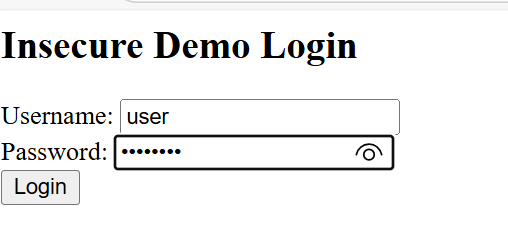 Insecure Demo Login
Username: user
Password: ••••••••
Login